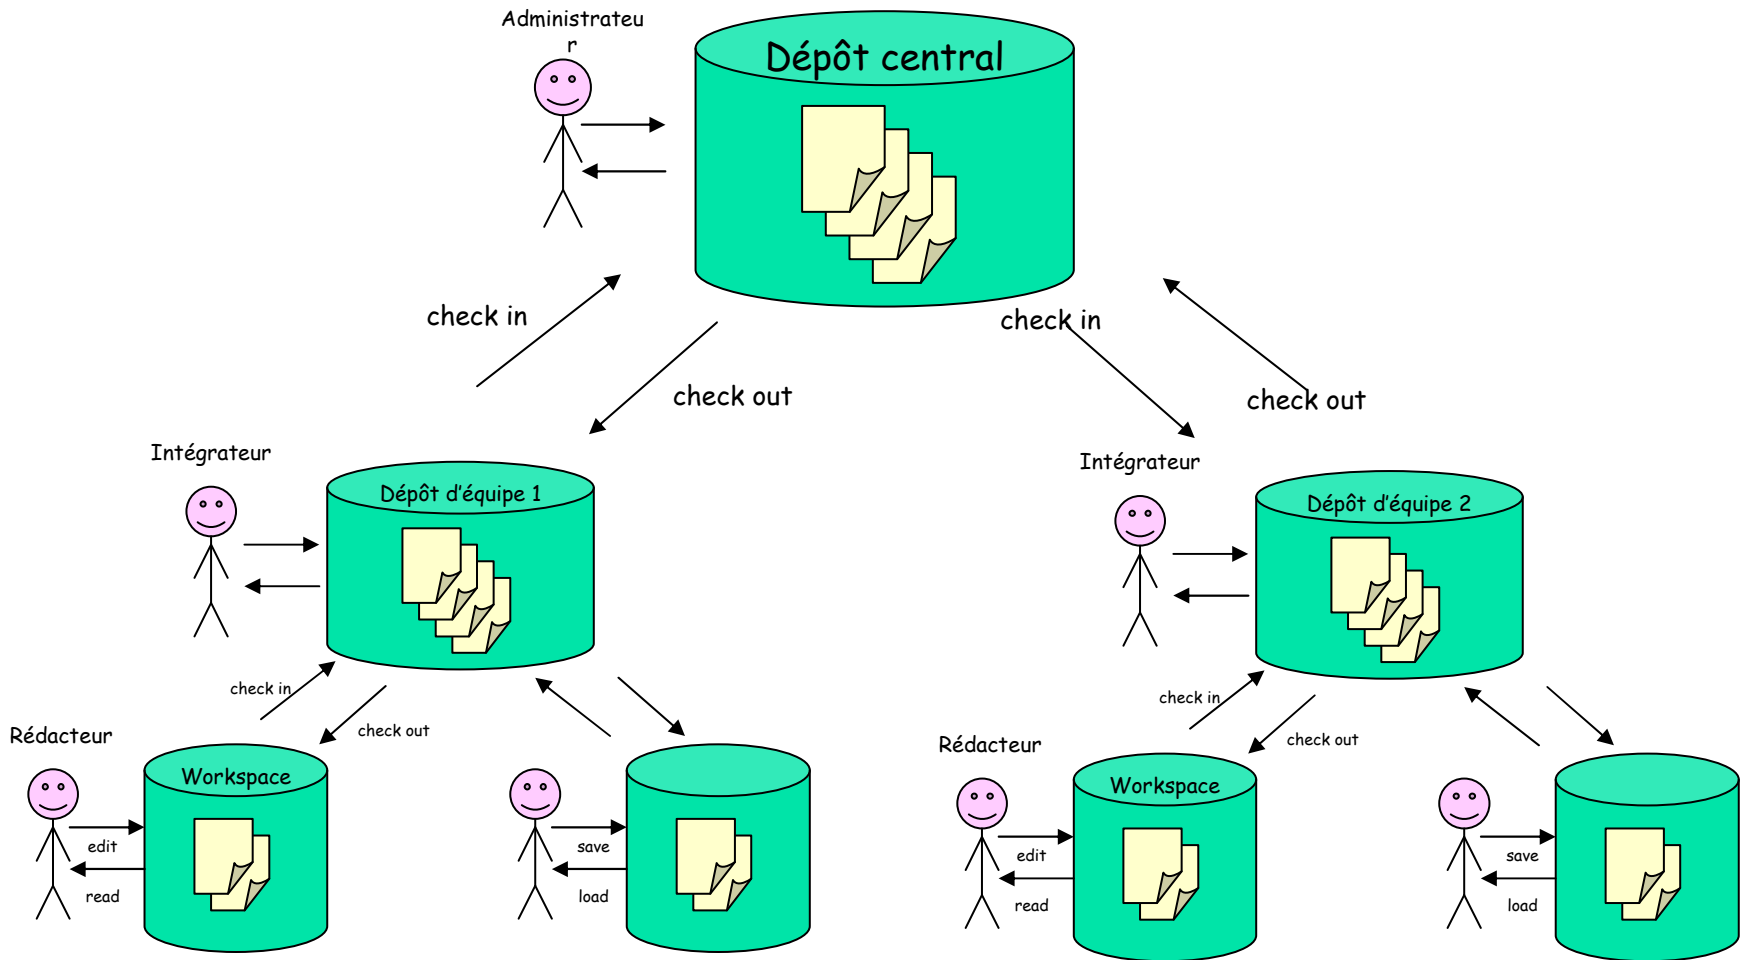 Administrateu
r
Dépôt central
check in
check in
check out
check out
Intégrateur
Intégrateur
Dépôt d'équipe 1
Dépôt d'équipe 2
check in
check in
check out
check out
Rédacteur
Rédacteur
Workspace
Workspace
edit
save
edit
save
read
load
read
load